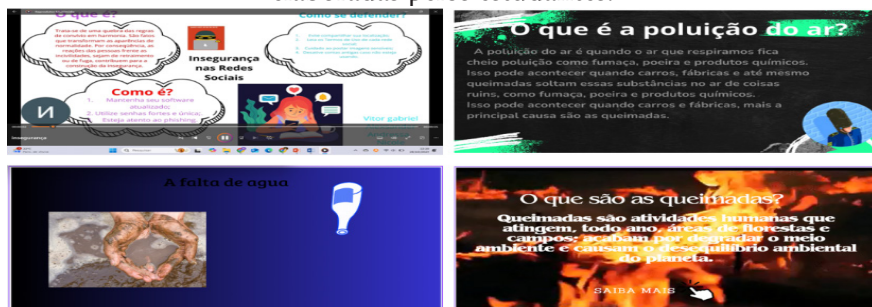 O que é?
Trata-se de uma quebra das regras
de convívio em harmonia. São fatos
que transformam as aparências de
normalidade. Por conseguinte, as
reações das pessoas frente as
incivilidades, sejam de retraimento
ou de fuga, contribuem para a
construção da insegurança.
Como se defender?
Insegurança
nas Redes
Sociais
Como é?
1. Mantenha seu software
atualizado;
2. Utilize senhas fortes e única;
Esteja atento ao phishing.
Vitor gabriel
Insegurança
O que é a poluição do ar?
A poluição do ar é quando o ar que respiramos fica
cheio poluição como fumaça, poeira e produtos químicos.
Isso pode acontecer quando carros, fábricas e até mesmo
queimadas soltam essas substâncias no ar de coisas
ruins, como fumaça, poeira e produtos químicos.
Isso pode acontecer quando carros e fábricas, mais a
principal causa são as queimadas.
A falta de agua
O que são as queimadas?
Queimadas são atividades humanas que
atingem, todo ano, áreas de florestas e
campos; acabam por degradar o meio
ambiente e causam o desequilíbrio ambiental
do planeta.
SAIBA MAIS